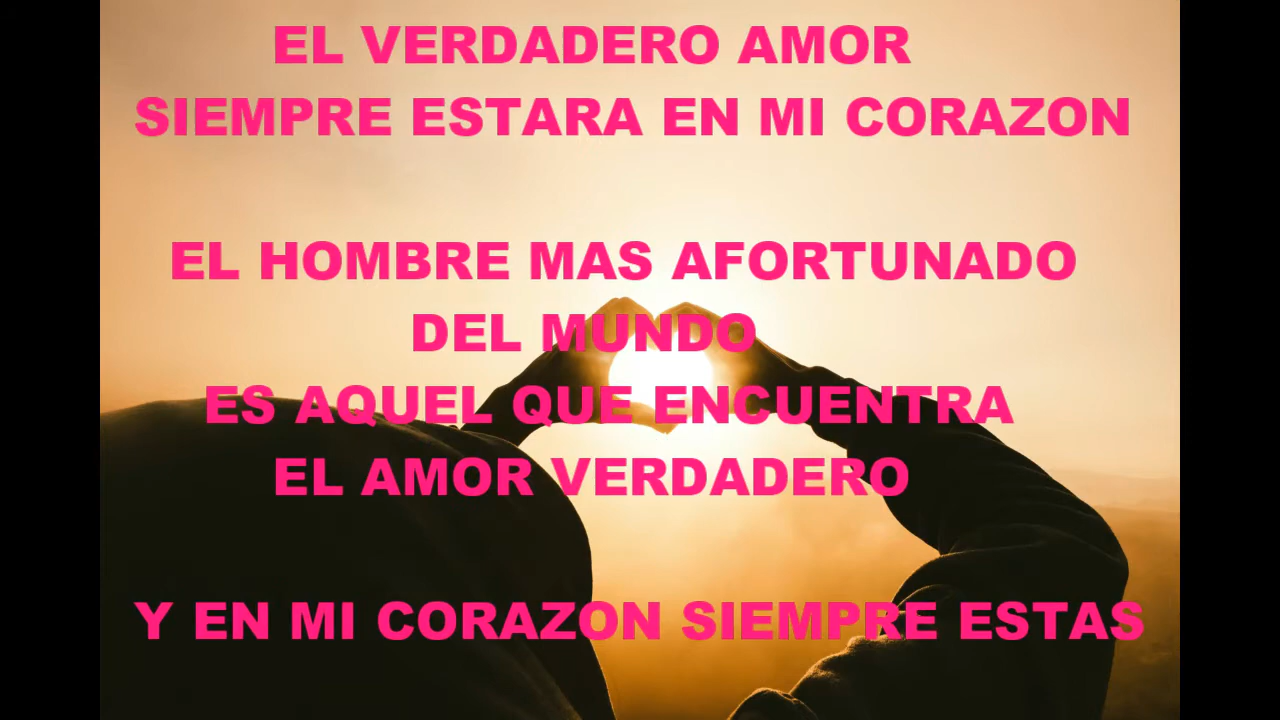 EL VERDADERO AMOR
SIEMPRE ESTARA EN MI CORAZON
EL HOMBRE MAS AFORTUNADO
DEL MUNDO
ES AQUEL QUE ENCUENTRA
EL AMOR VERDADERO
Y EN MI CORAZON SIEMPRE ESTAS